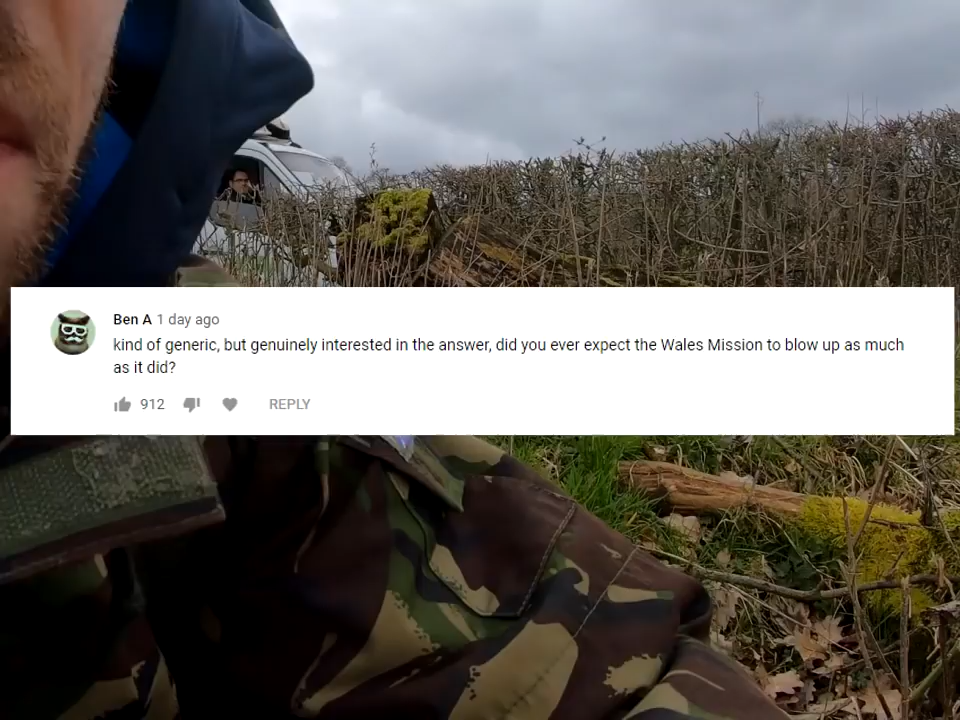 Ben A 1 day ago
kind of generic, but genuinely interested in the answer, did you ever expect the Wales Mission to blow up as much
as it did?
912
REPLY